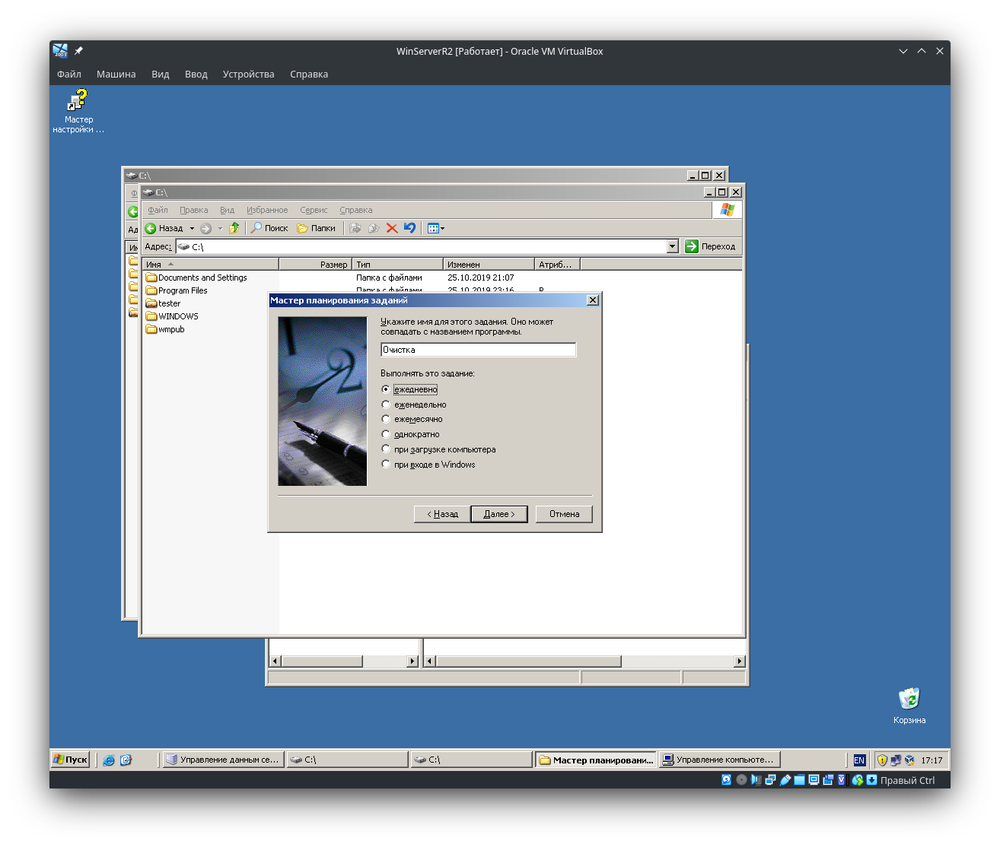 WinServerR2 [Работает] - Oracle VM VirtualBox
Файл Машина Вид Ввод Устройства Справка
Мастер
настройки ...
C:\
C:\
Файл Правка Вид Избранное Сервис Справка
Назад Поиск Папки
Адрес: C:\ Переход
Имя Размер Тип Изменен Атриб...
Documents and Settings Папка с файлами 25.10.2019 21:07
Program Files Папка с файлами 25.10.2019 23:16 R
tester
WINDOWS
wmpub
Мастер планирования заданий
Укажите имя для этого задания. Оно может
совпадать с названием программы.
Очистка
Выполнять это задание:
ежедневно
еженедельно
ежемесячно
однократно
при загрузке компьютера
при входе в Windows
< Назад Далее > Отмена
Корзина
Пуск Управление данным се... C:\ C:\ Мастер планировани... Управление компьюте... EN 17:17
Правый Ctrl